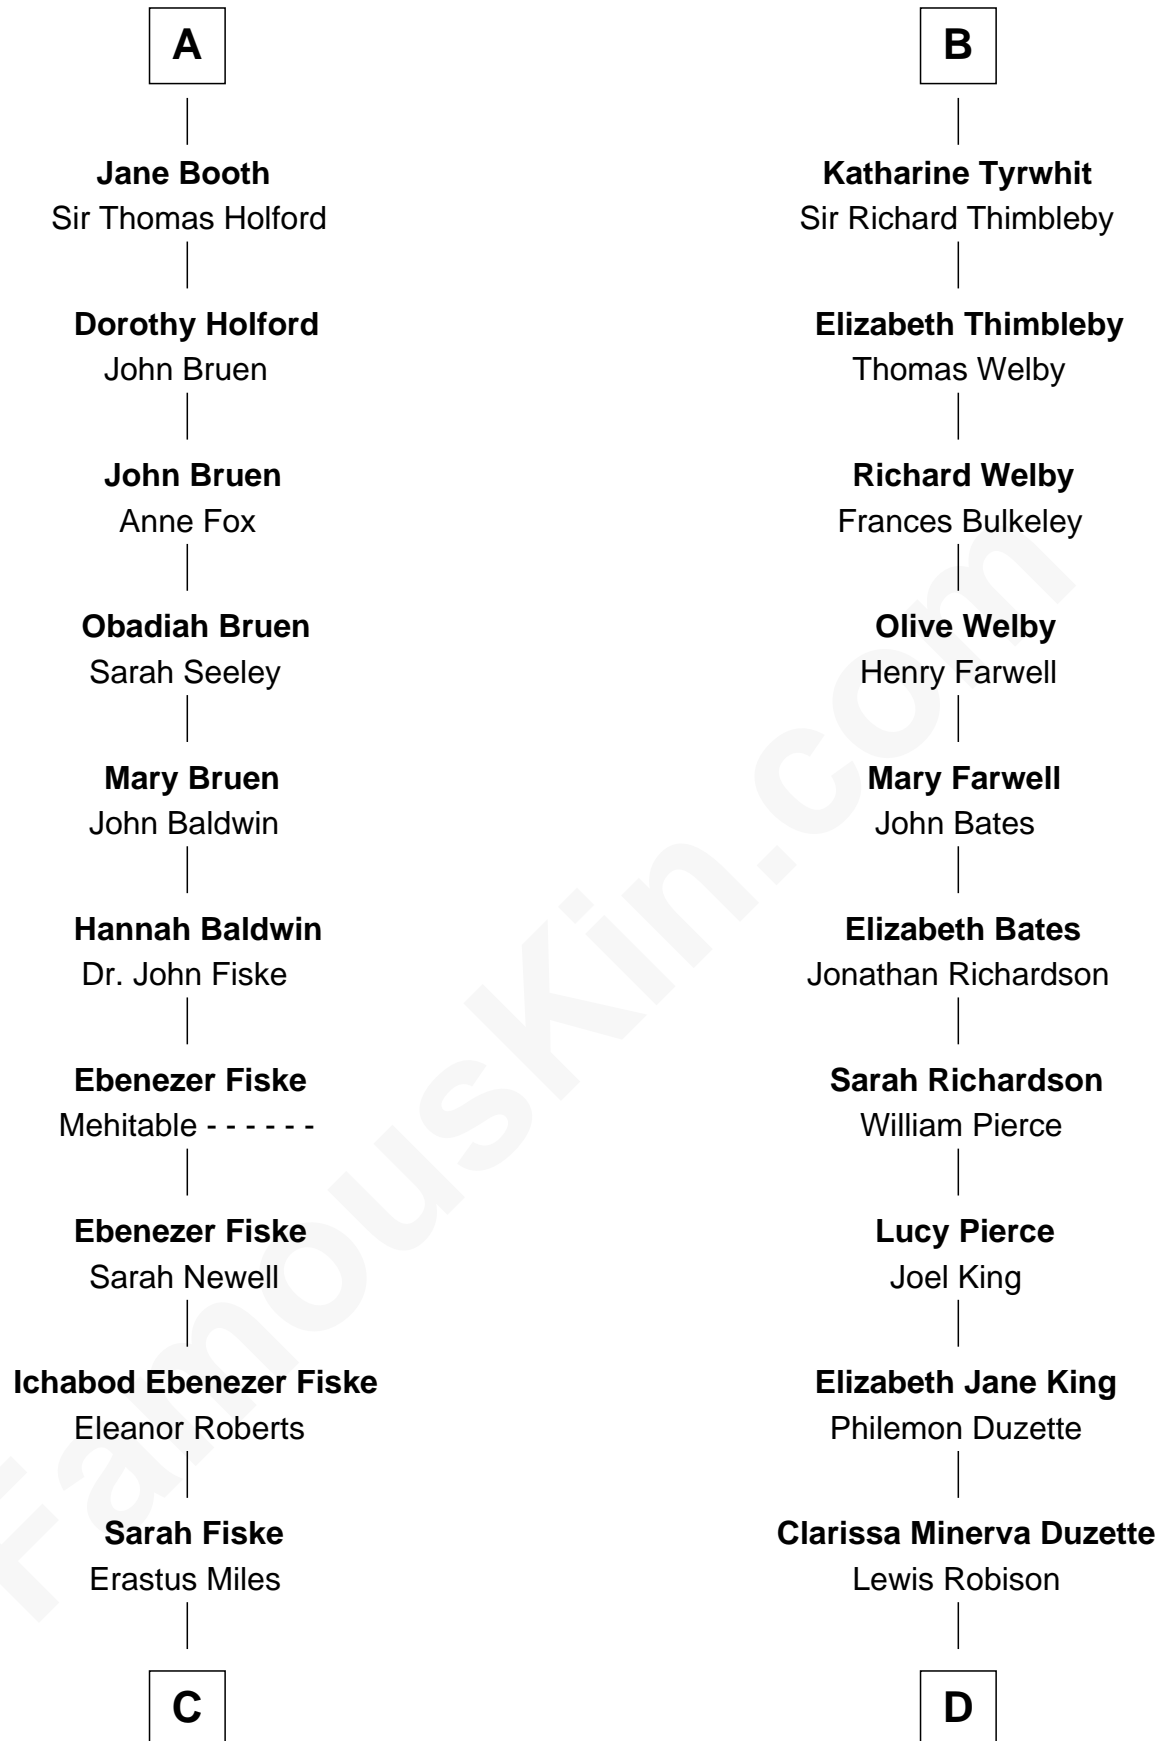 A
Jane Booth
Sir Thomas Holford
Dorothy Holford
John Bruen
John Bruen
Anne Fox
Obadiah Bruen
Sarah Seeley
Mary Bruen
John Baldwin
Hannah Baldwin
Dr. John Fiske
Ebenezer Fiske
Mehitable - - - - - -
Ebenezer Fiske
Sarah Newell
Ichabod Ebenezer Fiske
Eleanor Roberts
Sarah Fiske
Erastus Miles
C
B
Katharine Tyrwhit
Sir Richard Thimbleby
Elizabeth Thimbleby
Thomas Welby
Richard Welby
Frances Bulkeley
Olive Welby
Henry Farwell
Mary Farwell
John Bates
Elizabeth Bates
Jonathan Richardson
Sarah Richardson
William Pierce
Lucy Pierce
Joel King
Elizabeth Jane King
Philemon Duzette
Clarissa Minerva Duzette
Lewis Robison
D
FamousKin.com